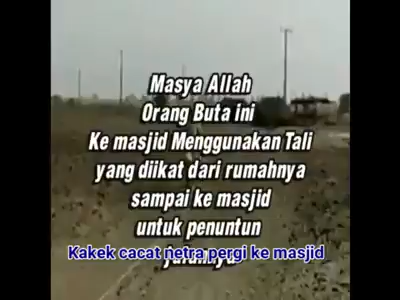 Masya Allah
Orang Buta ini
Ke masjid Menggunakan Tali
yang diikat dari rumahnya
sampai ke masjid
untuk penuntun
Kakek cacat netra pergi ke masjid